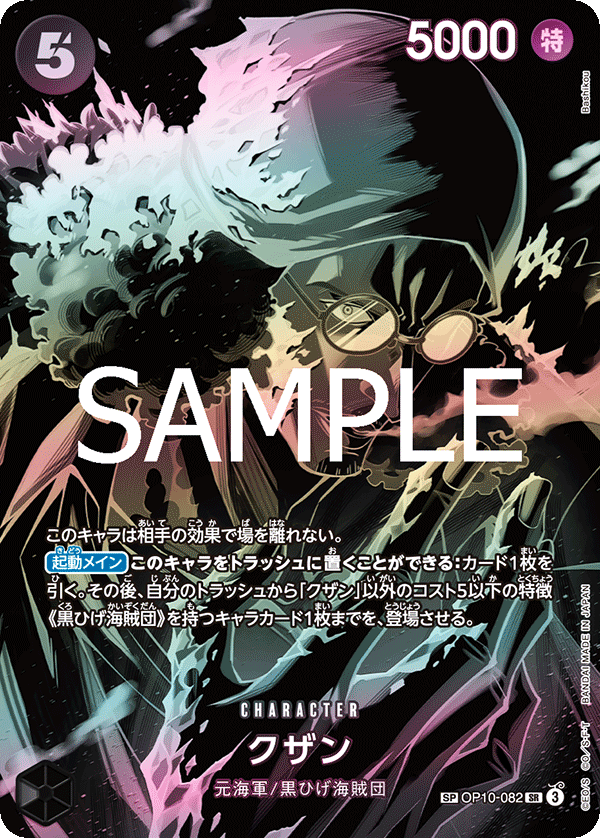 5
5000 特
Bashikou
SAMPLE
このキャラは相手の効果で場を離れない。
起動メイン このキャラをトラッシュに置くことができる:カード1枚を
引く。その後、自分のトラッシュから「クザン」以外のコスト5以下の特徴
《黒ひげ海賊団》を持つキャラカード1枚までを、登場させる。
CHARACTER
クザン
元海軍/黒ひげ海賊団
SP OP10-082 SR 3
©E.O./S. ©O./S・F・T BANDAI MADE IN JAPAN